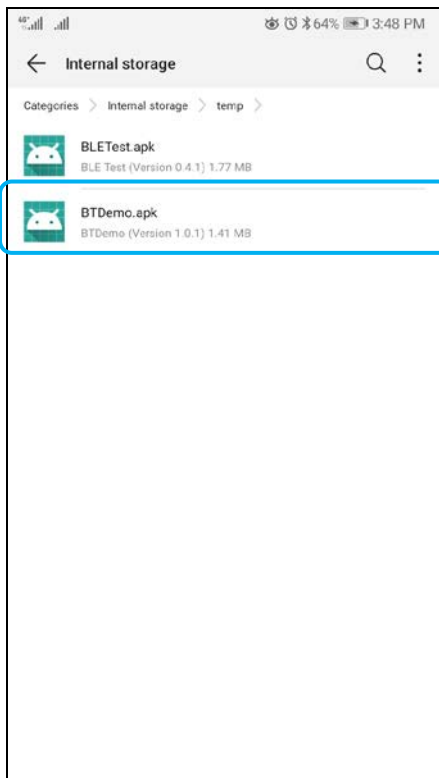 64% 3:48 PM
Internal storage
Categories > Internal storage > temp >
BLETest.apk
BLE Test (Version 0.4.1) 1.77 MB
BTDemo.apk
BTDemo (Version 1.0.1) 1.41 MB